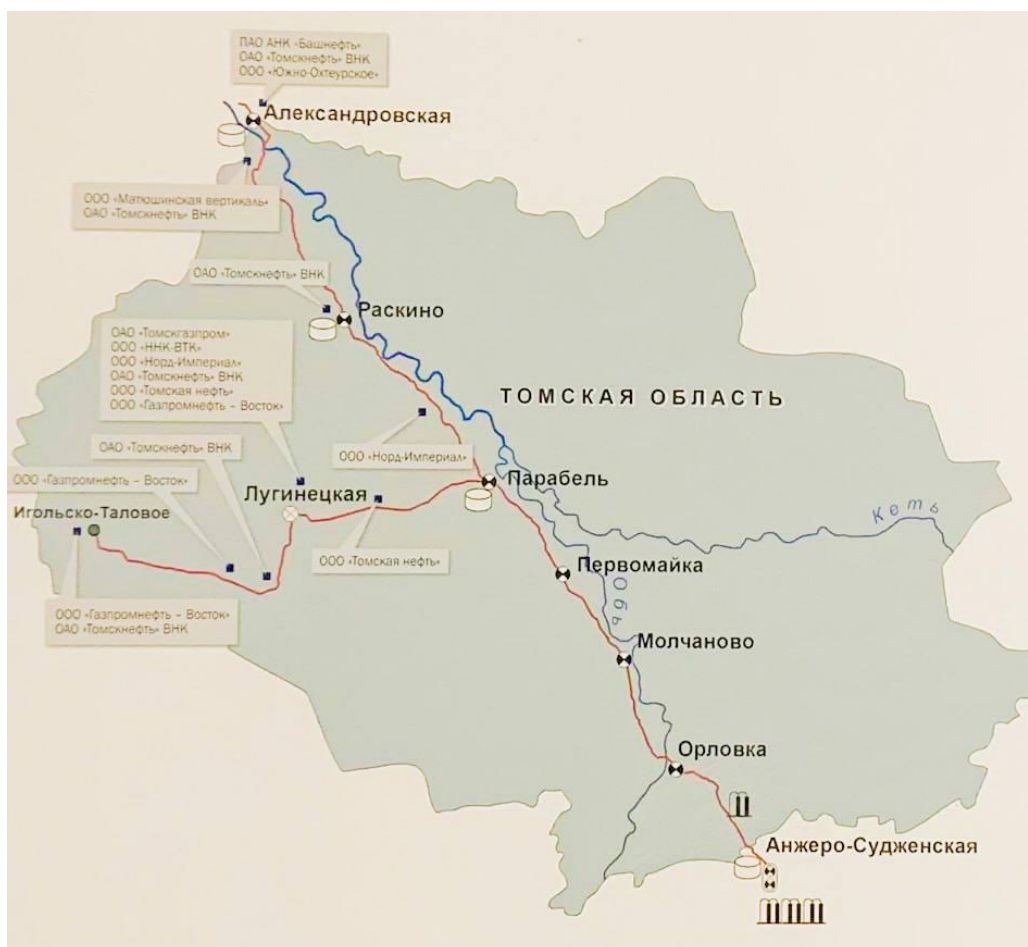 ПАО АНК «Башнефть»
ОАО «Томскнефть» ВНК
ООО «Южно-Охтеурское»
Александровская
ООО «Матюшинская вертикаль»
ОАО «Томскнефть» ВНК
ОАО «Томскнефть» ВНК
Раскино
ОАО «Томскгазпром»
ООО «ННК-ВТК»
ООО «Норд-Империал»
ОАО «Томскнефть» ВНК
ООО «Томская нефть»
ООО «Газпромнефть – Восток»
ТОМСКАЯ ОБЛАСТЬ
ОАО «Томскнефть» ВНК
ООО «Норд-Империал»
ООО «Газпромнефть – Восток»
Лугинецкая
Парабель
Игольско-Таловое
Кеть
ООО «Томская нефть»
Первомайка
Обь
ООО «Газпромнефть – Восток»
ОАО «Томскнефть» ВНК
Молчаново
Орловка
Анжеро-Судженская